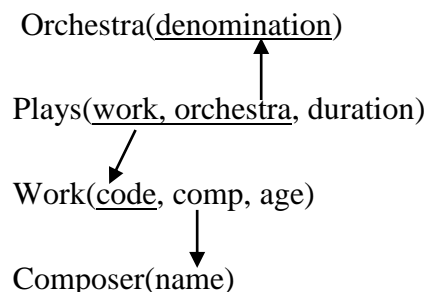 Orchestra(denomination)
Plays(work, orchestra, duration)
Work(code, comp, age)
Composer(name)